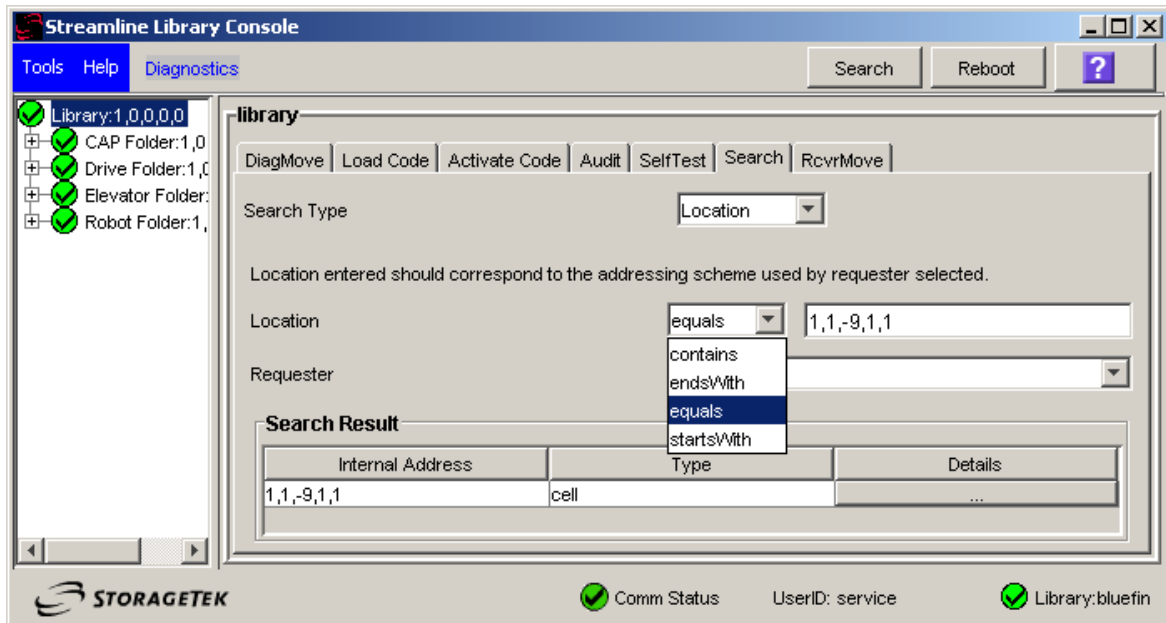 Streamline Library Console
Tools Help Diagnostics Search Reboot ?
Library:1,0,0,0,0
CAP Folder:1,0
Drive Folder:1,0
Elevator Folder:
Robot Folder:1,
library
DiagMove Load Code Activate Code Audit SelfTest Search RcvrMove
Search Type Location
Location entered should correspond to the addressing scheme used by requester selected.
Location equals 1,1,-9,1,1
contains
Requester
endsWith
equals
startsWith
Search Result
Internal Address Type Details
1,1,-9,1,1 cell ...
STORAGETEK Comm Status UserID: service Library:bluefin